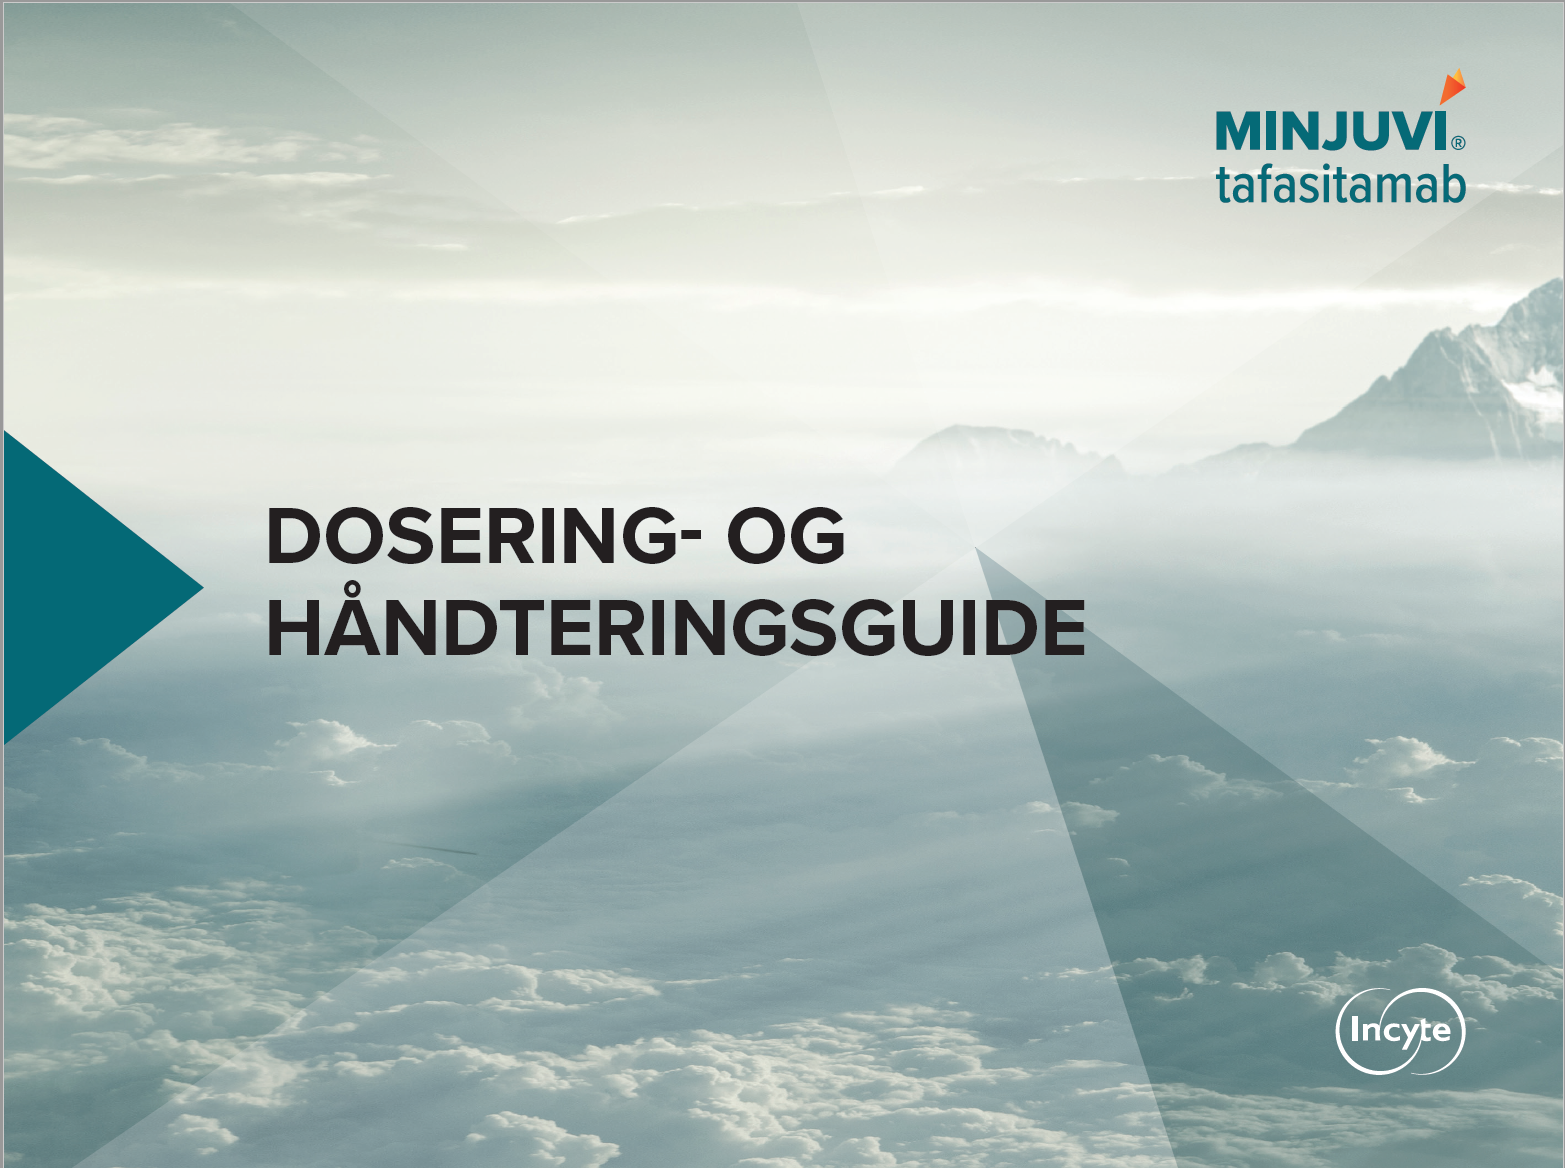 MINJUVI®
tafasitamab
DOSERING- OG
HÅNDTERINGSGUIDE
Incyte